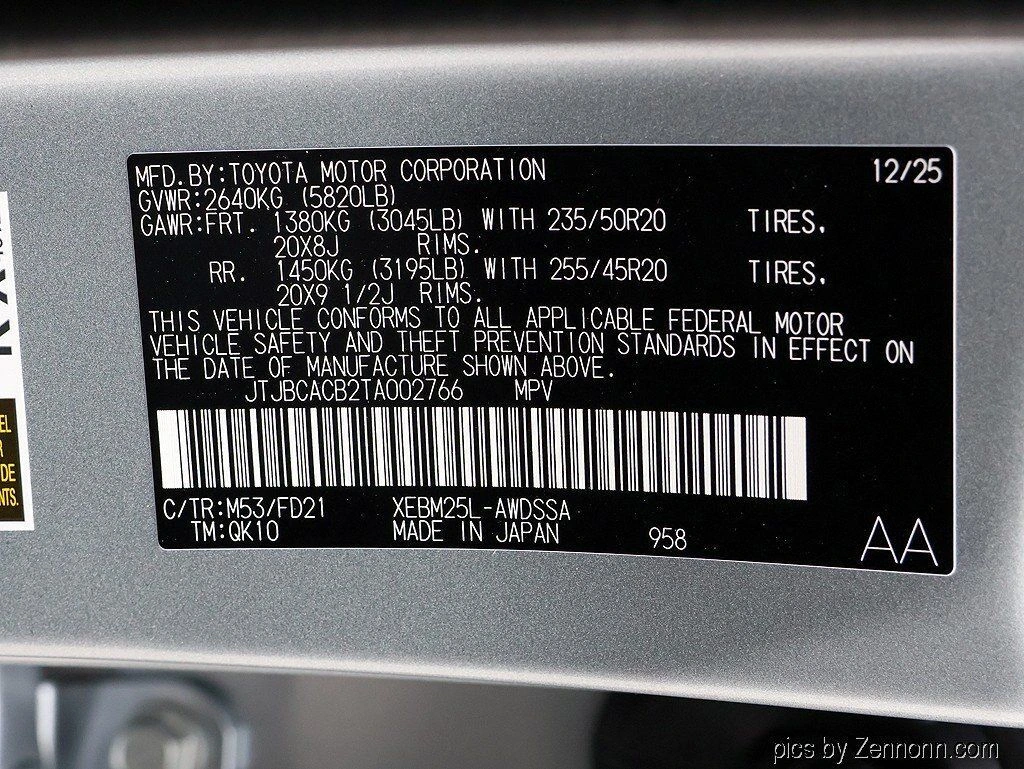 MFD.BY:TOYOTA MOTOR CORPORATION 12/25
GVWR:2640KG (5820LB)
GAWR:FRT. 1380KG (3045LB) WITH 235/50R20 TIRES.
20X8J RIMS.
RR. 1450KG (3195LB) WITH 255/45R20 TIRES.
20X9 1/2J RIMS.
THIS VEHICLE CONFORMS TO ALL APPLICABLE FEDERAL MOTOR
VEHICLE SAFETY AND THEFT PREVENTION STANDARDS IN EFFECT ON
THE DATE OF MANUFACTURE SHOWN ABOVE.
JTJBCACB2TA002766 MPV
C/TR:M53/FD21 XEBM25L-AWDSSA
TM:QK10 MADE IN JAPAN 958
AA
pics by Zennonn.com